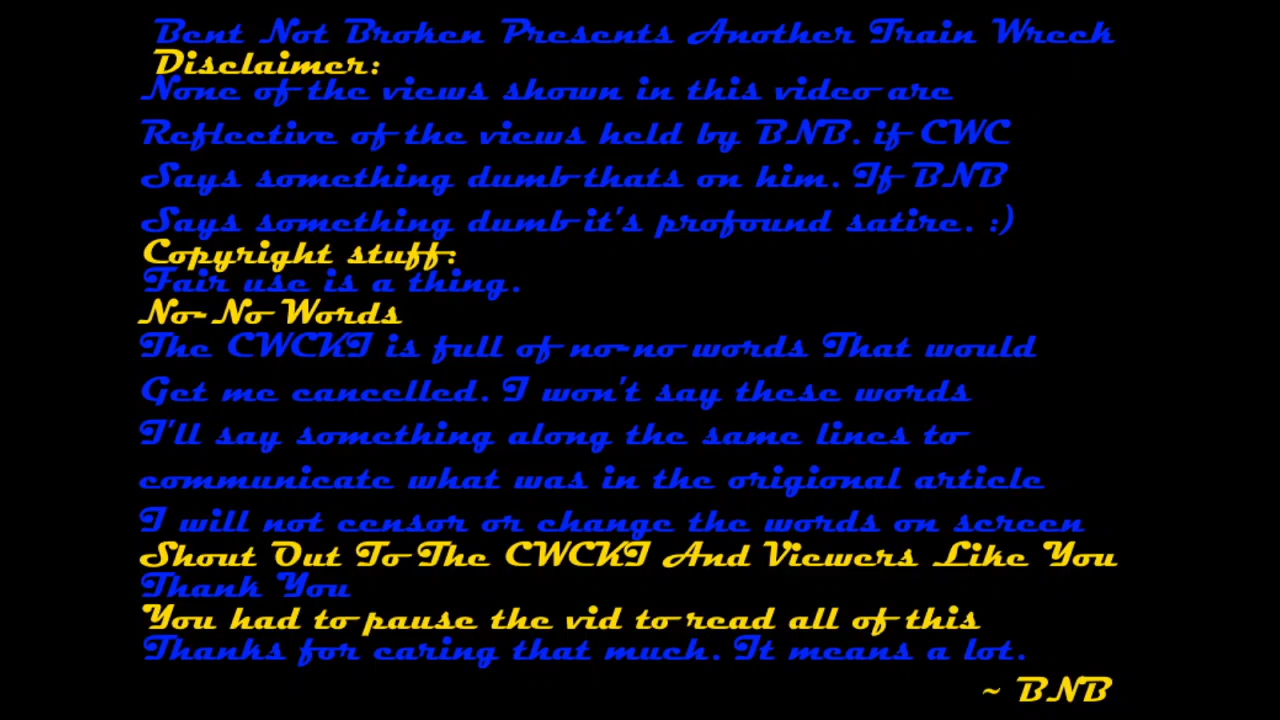 Bent Not Broken Presents Another Train Wreck
Disclaimer:
None of the views shown in this video are
Reflective of the views held by BNB. if CWC
Says something dumb thats on him. If BNB
Says something dumb it's profound satire. :)
Copyright stuff:
Fair use is a thing.
No-No Words
The CWCKI is full of no-no words That would
Get me cancelled. I won't say these words
I'll say something along the same lines to
communicate what was in the origional article
I will not censor or change the words on screen
Shout Out To The CWCKI And Viewers Like You
Thank You
You had to pause the vid to read all of this
Thanks for caring that much. It means a lot.
~ BNB